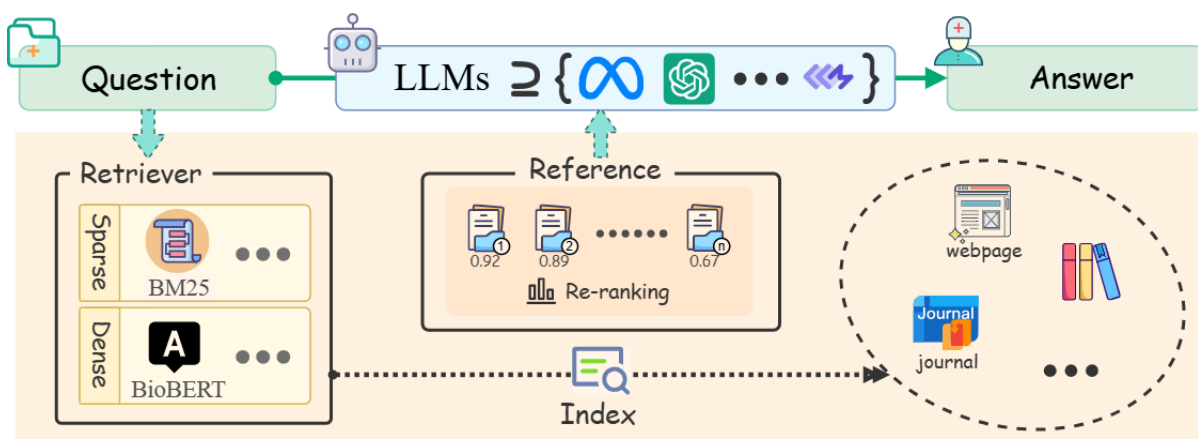 Question
LLMs ⊇ { ••• }
Answer
Retriever
Sparse
BM25
•••
Dense
A
BioBERT
•••
Reference
1
2
••••••
n
0.92
0.89
0.67
Re-ranking
Index
webpage
Journal
journal
•••